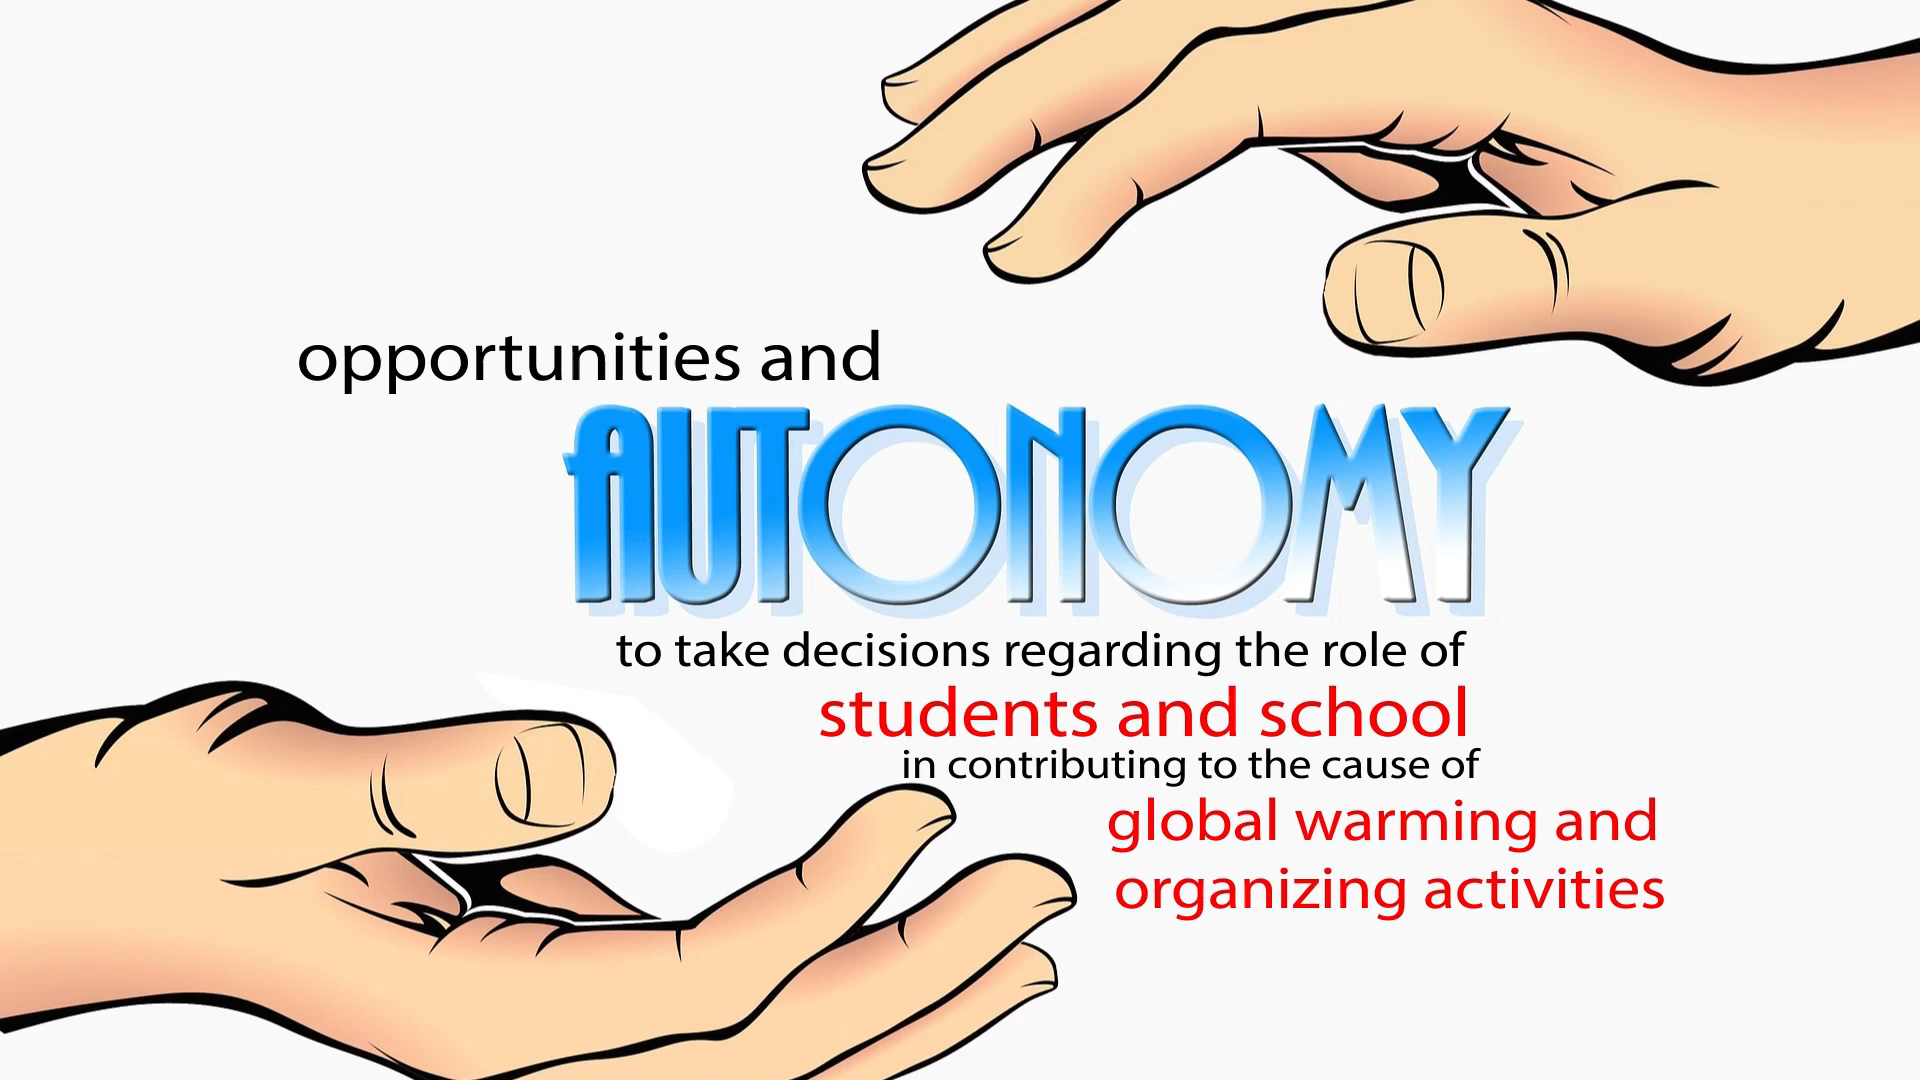 opportunities and
AUTONOMY
to take decisions regarding the role of
students and school
in contributing to the cause of
global warming and
organizing activities